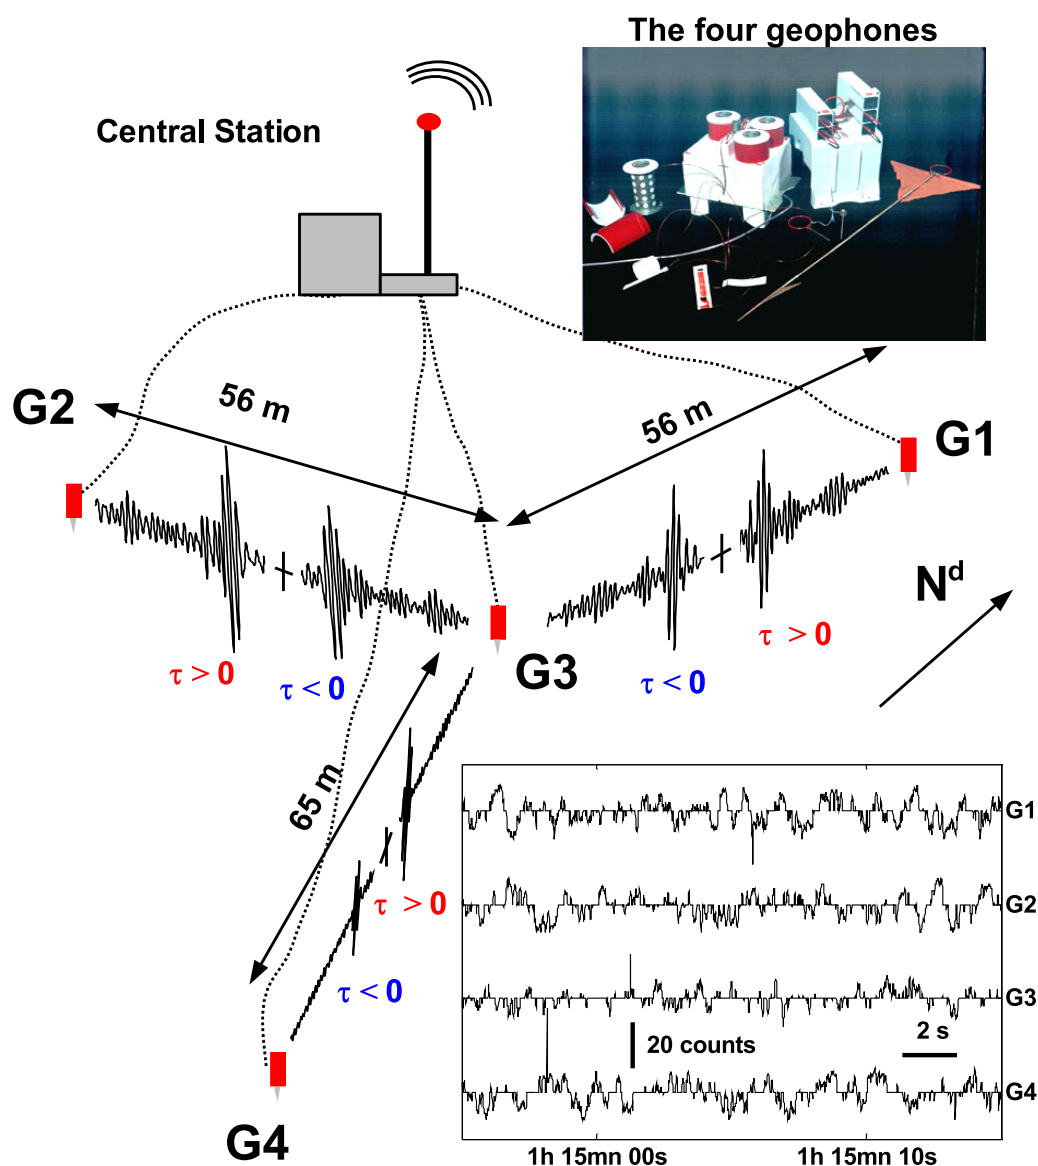 The four geophones
Central Station
G2
56 m
56 m
G1
N^d
τ > 0
τ < 0
G3
τ < 0
τ > 0
65 m
τ > 0
τ < 0
G4
G1
G2
G3
20 counts
2 s
G4
1h 15mn 00s
1h 15mn 10s